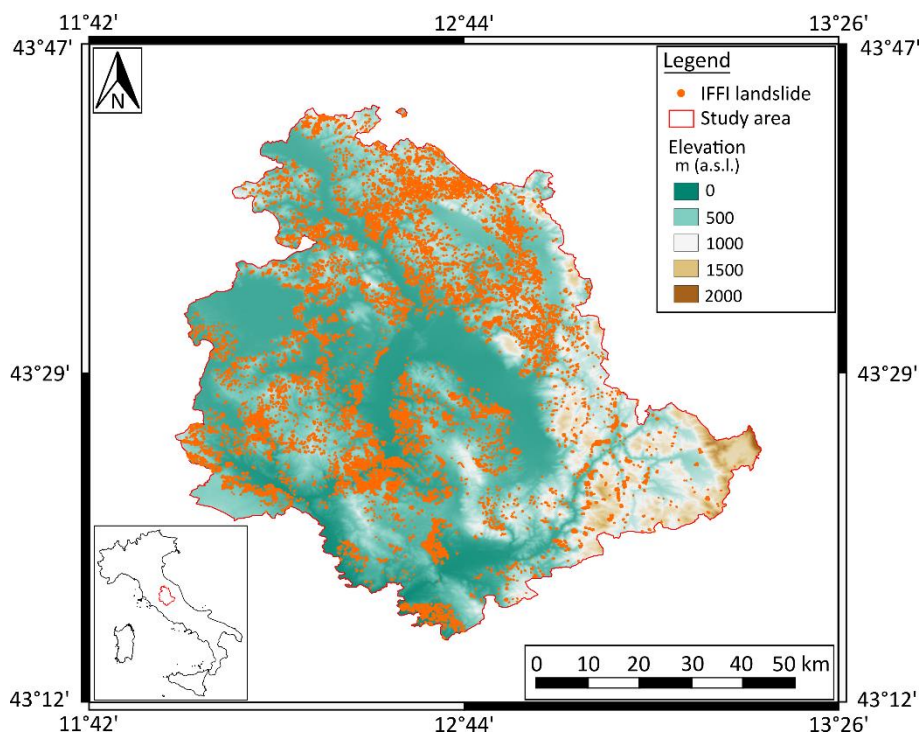 11°42' 12°44' 13°26'
43°47' 43°47'
N
Legend
IFFI landslide
Study area
Elevation
m (a.s.l.)
0
500
1000
1500
2000
43°29' 43°29'
0 10 20 30 40 50 km
43°12' 43°12'
11°42' 12°44' 13°26'